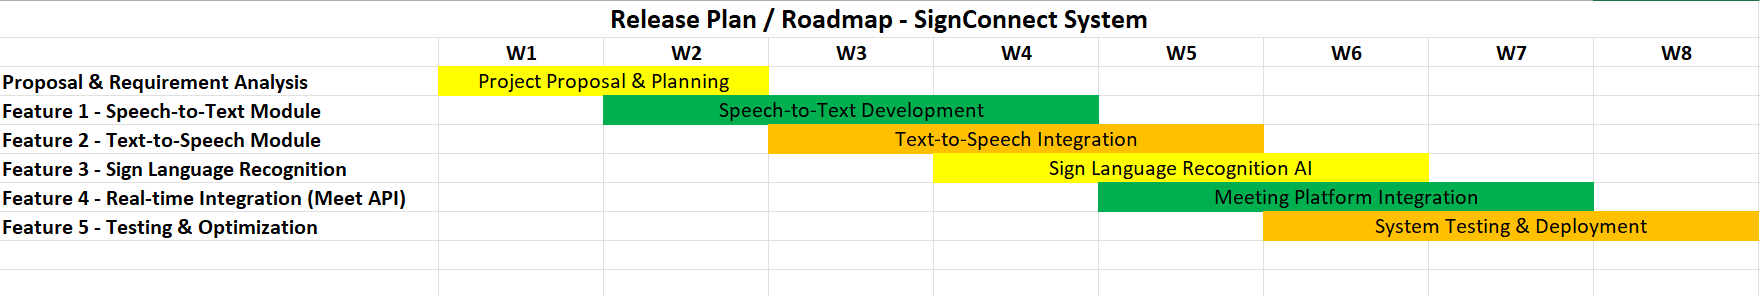 Release Plan / Roadmap - SignConnect System
W1 W2 W3 W4 W5 W6 W7 W8
Proposal & Requirement Analysis Project Proposal & Planning
Feature 1 - Speech-to-Text Module Speech-to-Text Development
Feature 2 - Text-to-Speech Module Text-to-Speech Integration
Feature 3 - Sign Language Recognition Sign Language Recognition AI
Feature 4 - Real-time Integration (Meet API) Meeting Platform Integration
Feature 5 - Testing & Optimization System Testing & Deployment